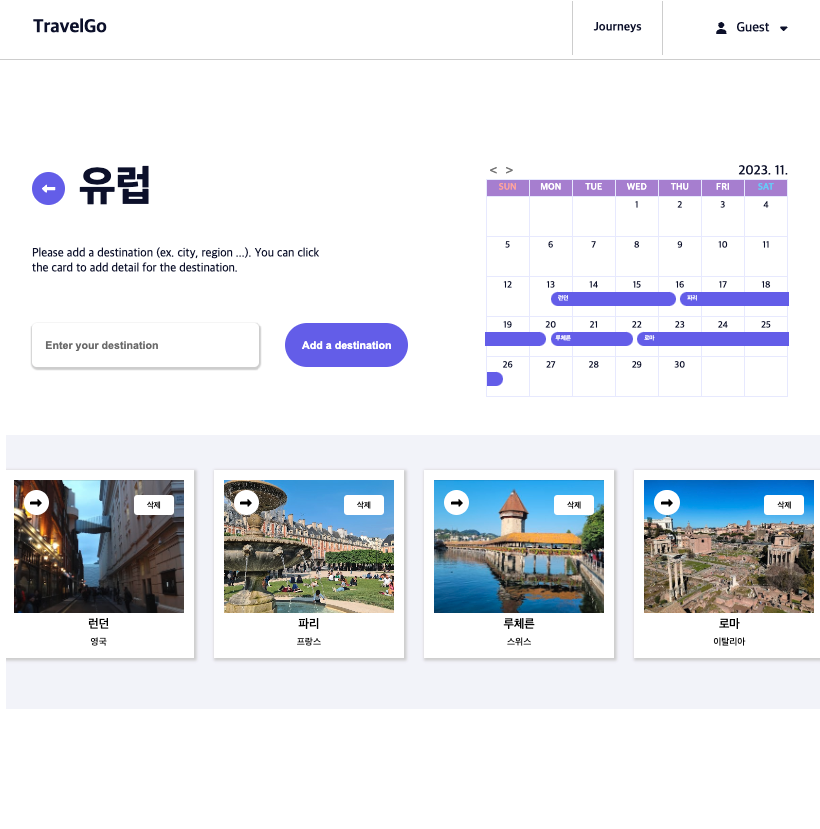 TravelGo
Journeys
Guest
유럽
Please add a destination (ex. city, region ...). You can click
the card to add detail for the destination.
Enter your destination
Add a destination
< >
2023. 11.
SUN MON TUE WED THU FRI SAT
1 2 3 4
5 6 7 8 9 10 11
12 13 14 15 16 17 18
런던 파리
19 20 21 22 23 24 25
루체른 로마
26 27 28 29 30
삭제
삭제
삭제
삭제
런던
영국
파리
프랑스
루체른
스위스
로마
이탈리아